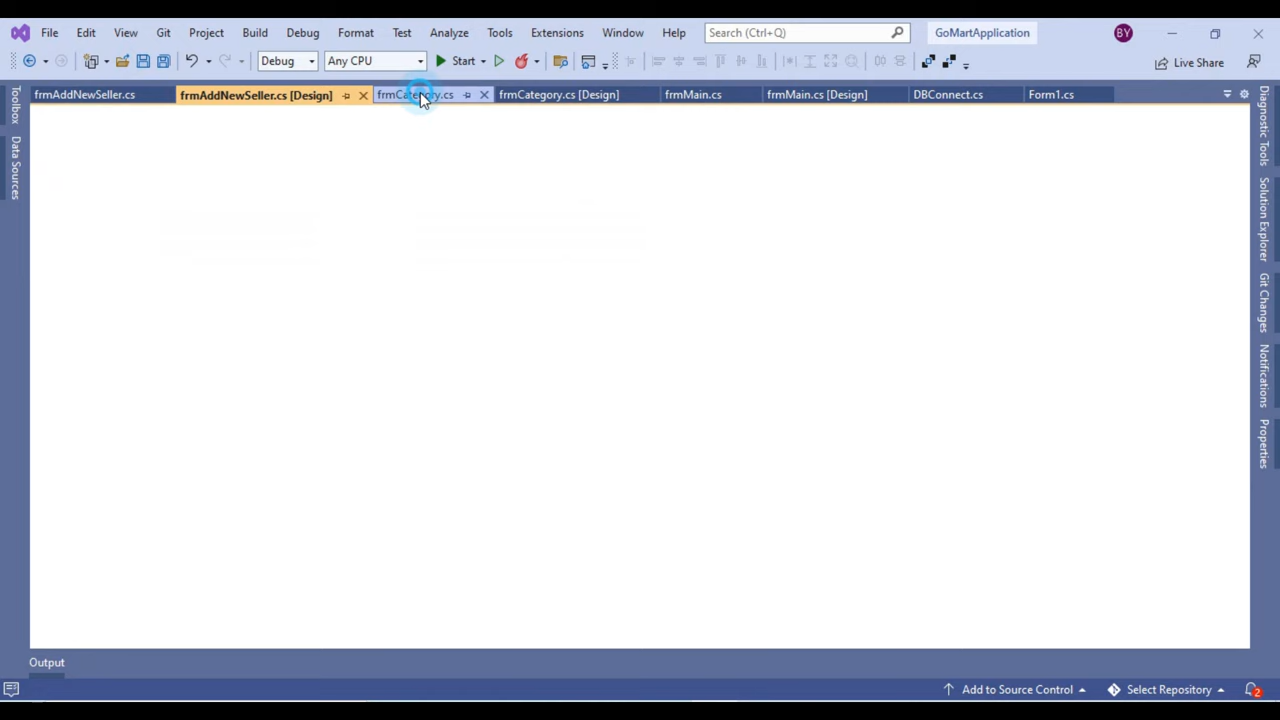 File Edit View Git Project Build Debug Format Test Analyze Tools Extensions Window Help Search (Ctrl+Q) GoMartApplication BY
Debug Any CPU Start Live Share
frmAddNewSeller.cs frmAddNewSeller.cs [Design] frmCategory.cs frmCategory.cs [Design] frmMain.cs frmMain.cs [Design] DBConnect.cs Form1.cs
Toolbox
Data Sources
Diagnostic Tools
Solution Explorer
Git Changes
Notifications
Properties
Output
Add to Source Control Select Repository 2